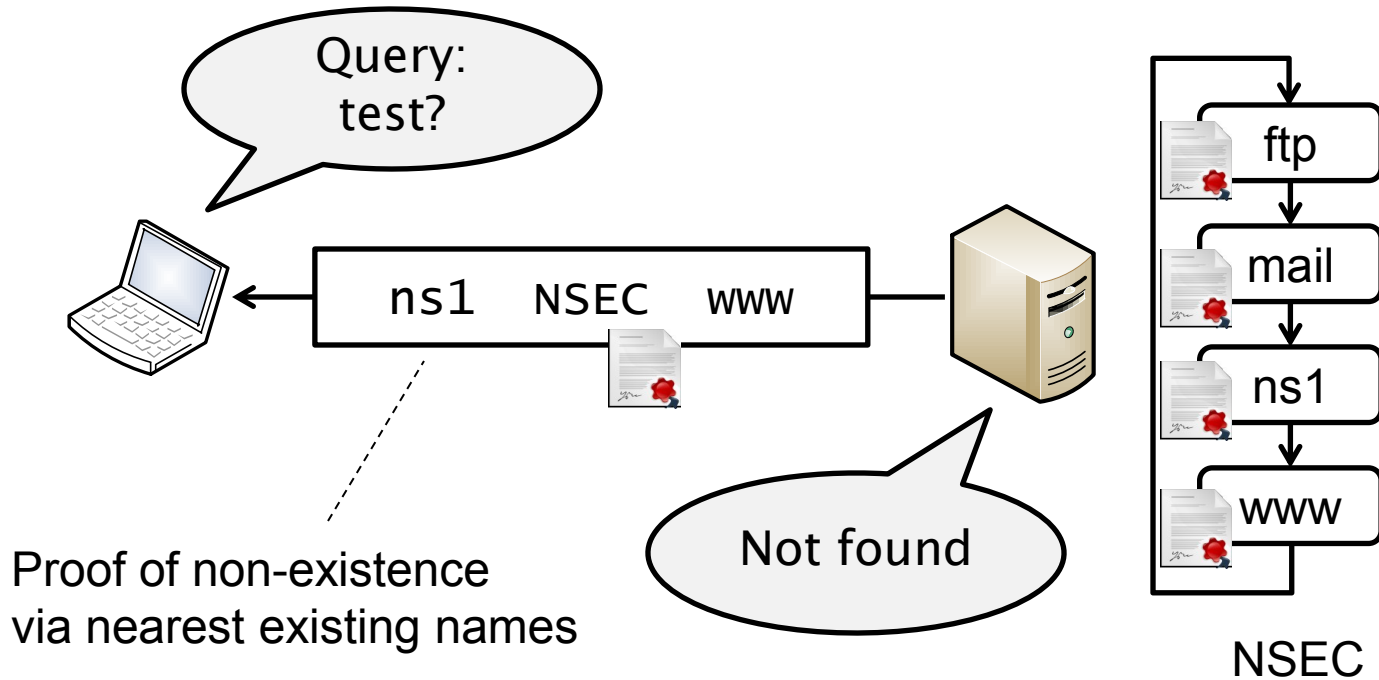 Query:
test?
ns1 NSEC www
Not found
Proof of non-existence
via nearest existing names
ftp
mail
ns1
www
NSEC